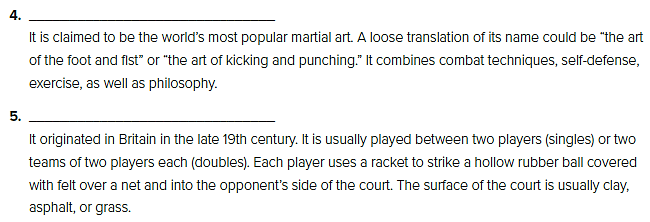 4. ______________________________
It is claimed to be the world's most popular martial art. A loose translation of its name could be "the art
of the foot and fist" or "the art of kicking and punching." It combines combat techniques, self-defense,
exercise, as well as philosophy.
5. ______________________________
It originated in Britain in the late 19th century. It is usually played between two players (singles) or two
teams of two players each (doubles). Each player uses a racket to strike a hollow rubber ball covered
with felt over a net and into the opponent's side of the court. The surface of the court is usually clay,
asphalt, or grass.